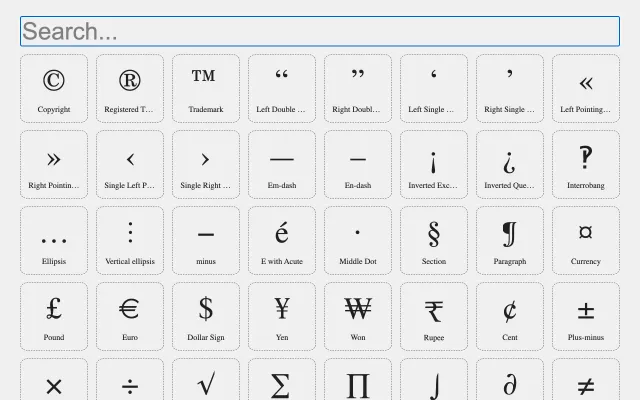 Search...
© ® ™ “ ” ‘ ’ «
Copyright Registered T... Trademark Left Double ... Right Doubl... Left Single ... Right Single ... Left Pointing...
» ‹ › — – ¡ ¿ ‽
Right Pointin... Single Left P... Single Right ... Em-dash En-dash Inverted Exc... Inverted Que... Interrobang
… ⋮ − é · § ¶ ¤
Ellipsis Vertical ellipsis minus E with Acute Middle Dot Section Paragraph Currency
£ € $ ¥ ₩ ₹ ¢ ±
Pound Euro Dollar Sign Yen Won Rupee Cent Plus-minus
× ÷ √ ∑ ∏ ∫ ∂ ≠